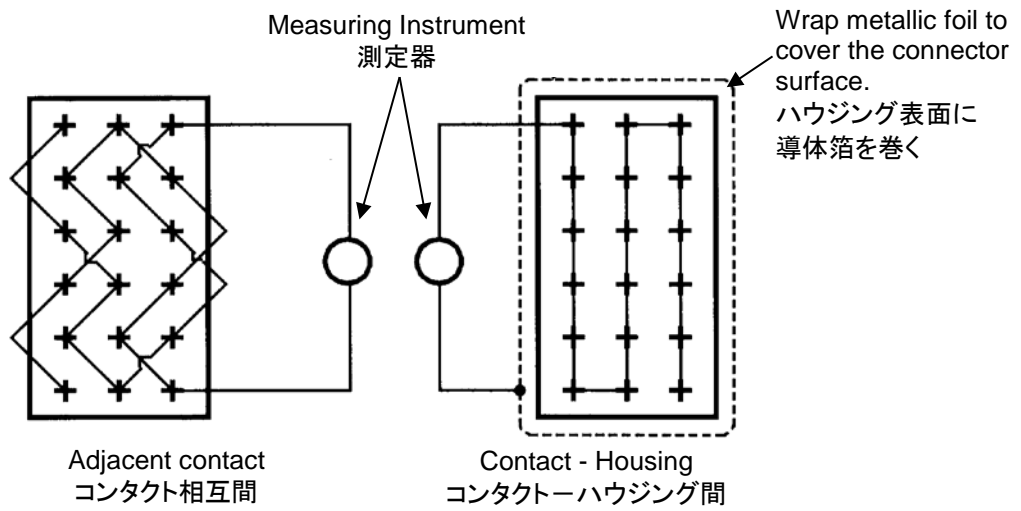 Measuring Instrument
測定器
Wrap metallic foil to
cover the connector
surface.
ハウジング表面に
導体箔を巻く
Adjacent contact
コンタクト相互間
Contact - Housing
コンタクトーハウジング間